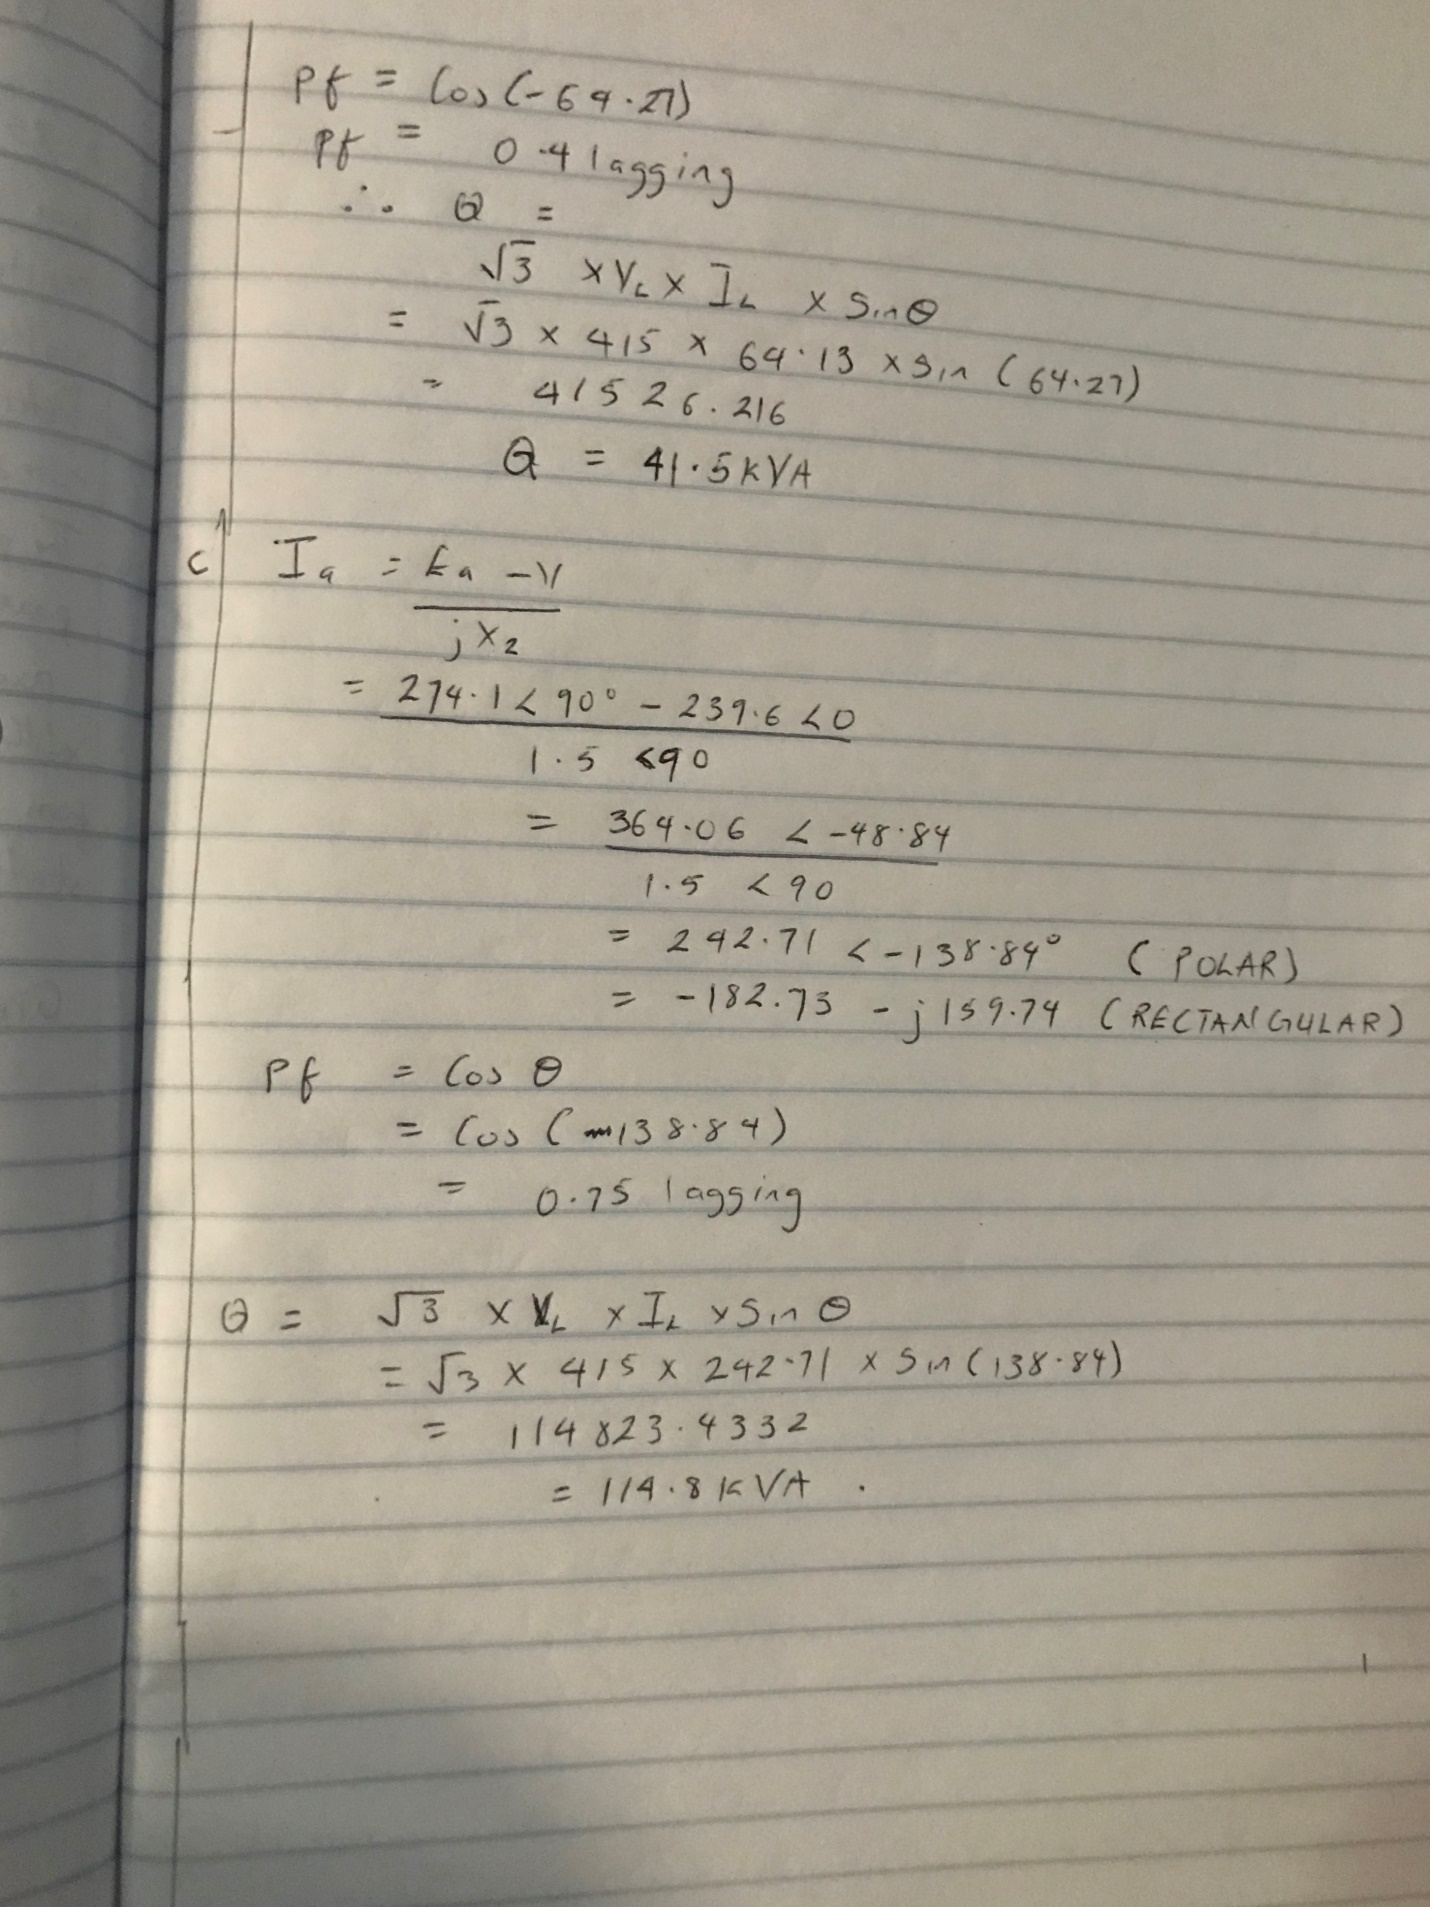 Pf = Cos(-64.27)
Pf = 0.4 lagging
∴ Q =
√3 × VL × IL × Sinθ
= √3 × 415 × 64.13 × Sin (64.27)
= 41526.216
Q = 41.5kVA
c) Ia = Ea - V
jX2
= 274.1 < 90° - 239.6 < 0
1.5 < 90
= 364.06 < -48.84
1.5 < 90
= 242.71 < -138.84° (POLAR)
= -182.73 - j159.74 (RECTANGULAR)
Pf = Cos θ
= Cos (138.84)
= 0.75 lagging
Q = √3 × VL × IL × Sin θ
= √3 × 415 × 242.71 × Sin (138.84)
= 114823.4332
= 114.8 kVA.